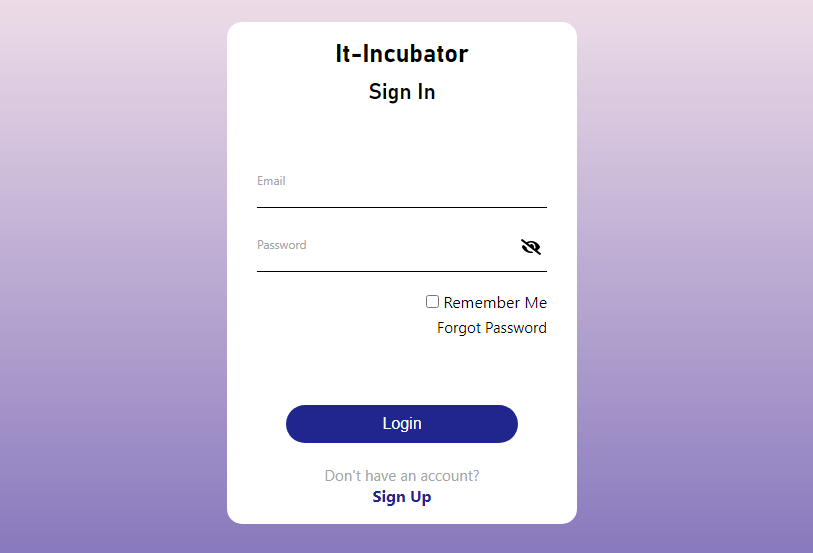 It-Incubator
Sign In
Email
Password
Remember Me
Forgot Password
Login
Don't have an account?
Sign Up